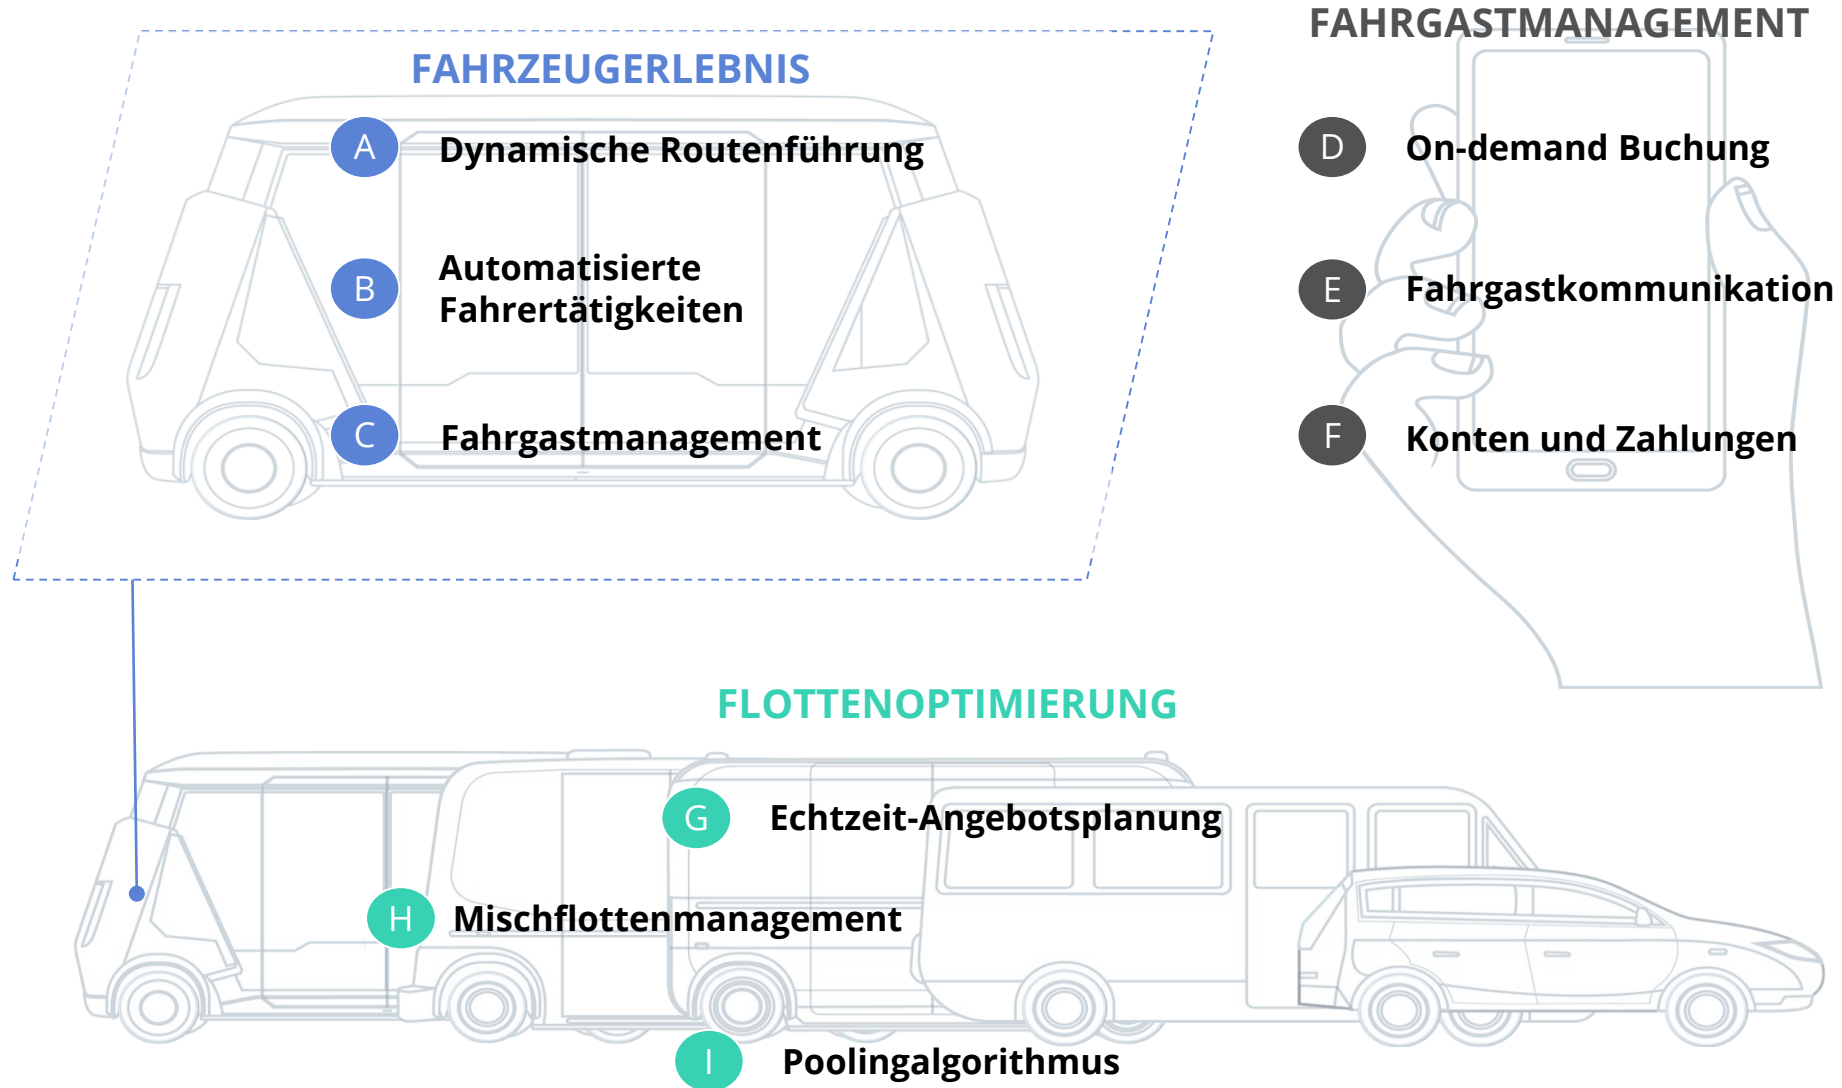 FAHRZEUGERLEBNIS
A
Dynamische Routenführung
B
Automatisierte
Fahrertätigkeiten
C
Fahrgastmanagement
FAHRGASTMANAGEMENT
D
On-demand Buchung
E
Fahrgastkommunikation
F
Konten und Zahlungen
FLOTTENOPTIMIERUNG
G
Echtzeit-Angebotsplanung
H
Mischflottenmanagement
I
Poolingalgorithmus